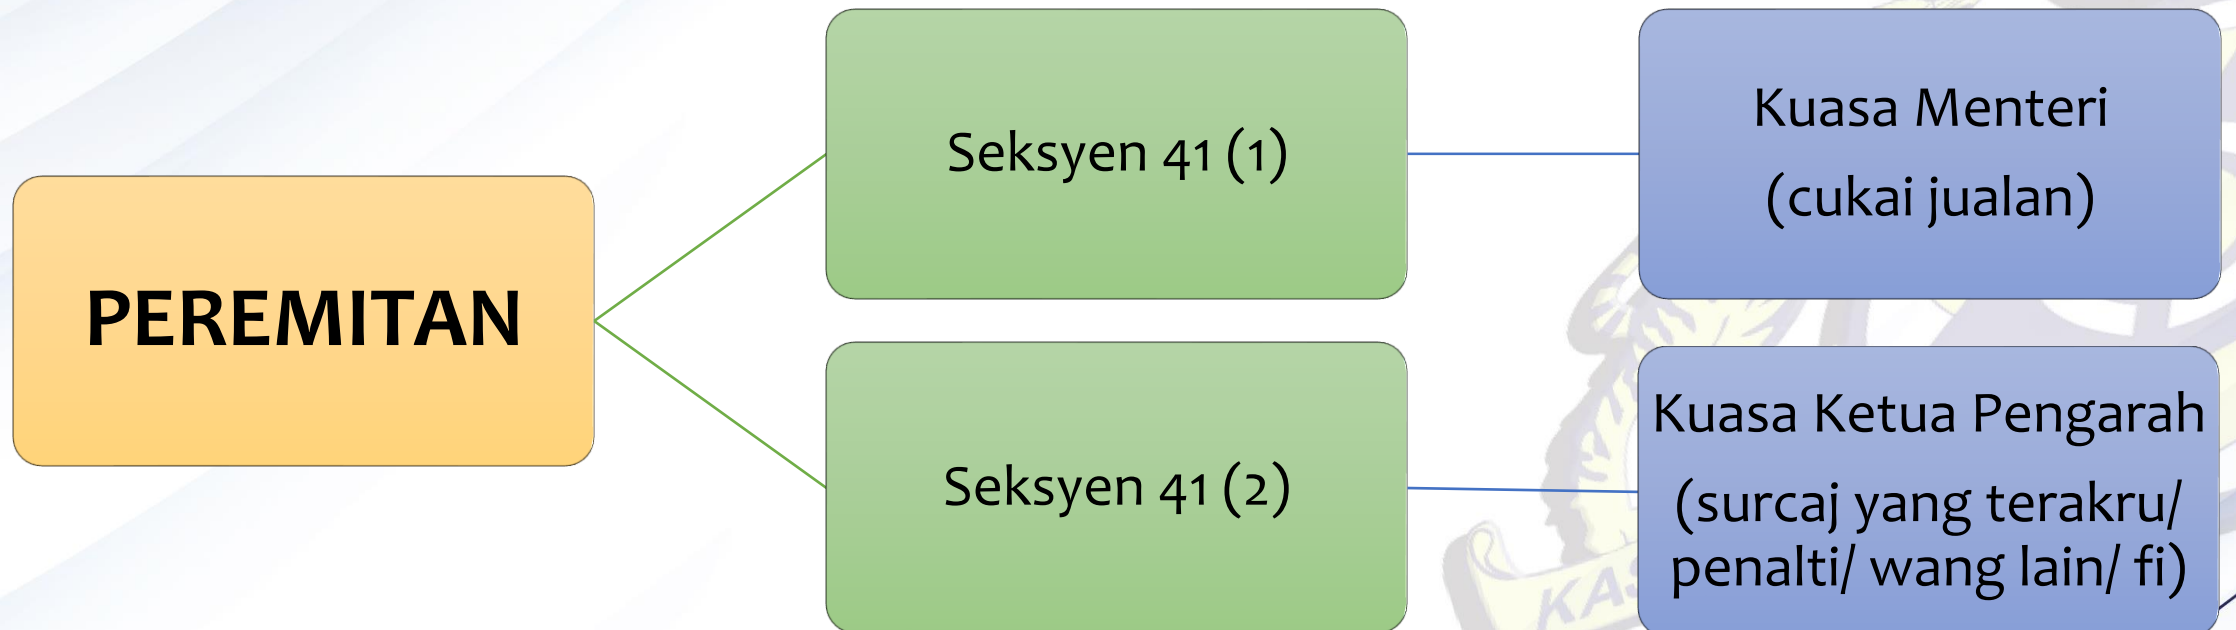 PEREMITAN
Seksyen 41 (1)
Kuasa Menteri
(cukai jualan)
Seksyen 41 (2)
Kuasa Ketua Pengarah
(surcaj yang terakru/
penalti/ wang lain/ fi)